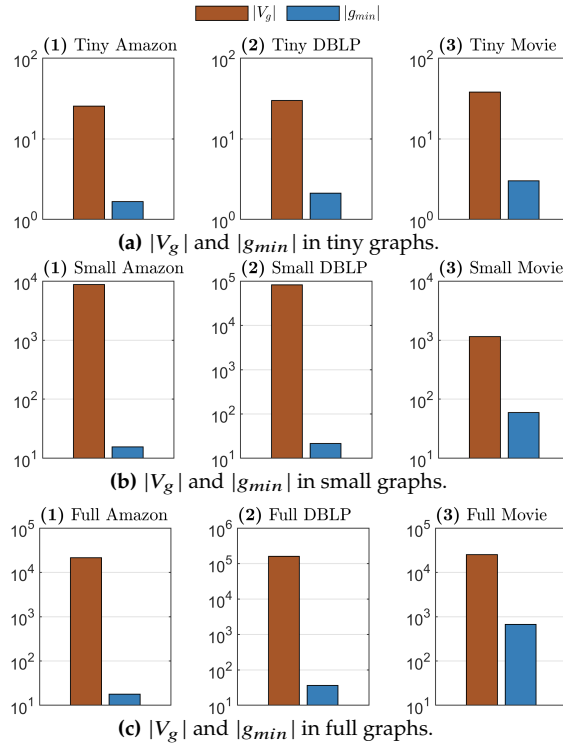 |V_g| |g_min|
(1) Tiny Amazon (2) Tiny DBLP (3) Tiny Movie
10^2 10^2 10^2
10^1 10^1 10^1
10^0 10^0 10^0
(a) |V_g| and |g_min| in tiny graphs.
(1) Small Amazon (2) Small DBLP (3) Small Movie
10^4 10^5 10^4
10^3 10^4 10^3
10^2 10^2 10^2
10^1 10^1 10^1
(b) |V_g| and |g_min| in small graphs.
(1) Full Amazon (2) Full DBLP (3) Full Movie
10^5 10^6 10^5
10^4 10^5 10^4
10^3 10^4 10^3
10^2 10^3 10^2
10^1 10^2 10^1
10^1
(c) |V_g| and |g_min| in full graphs.